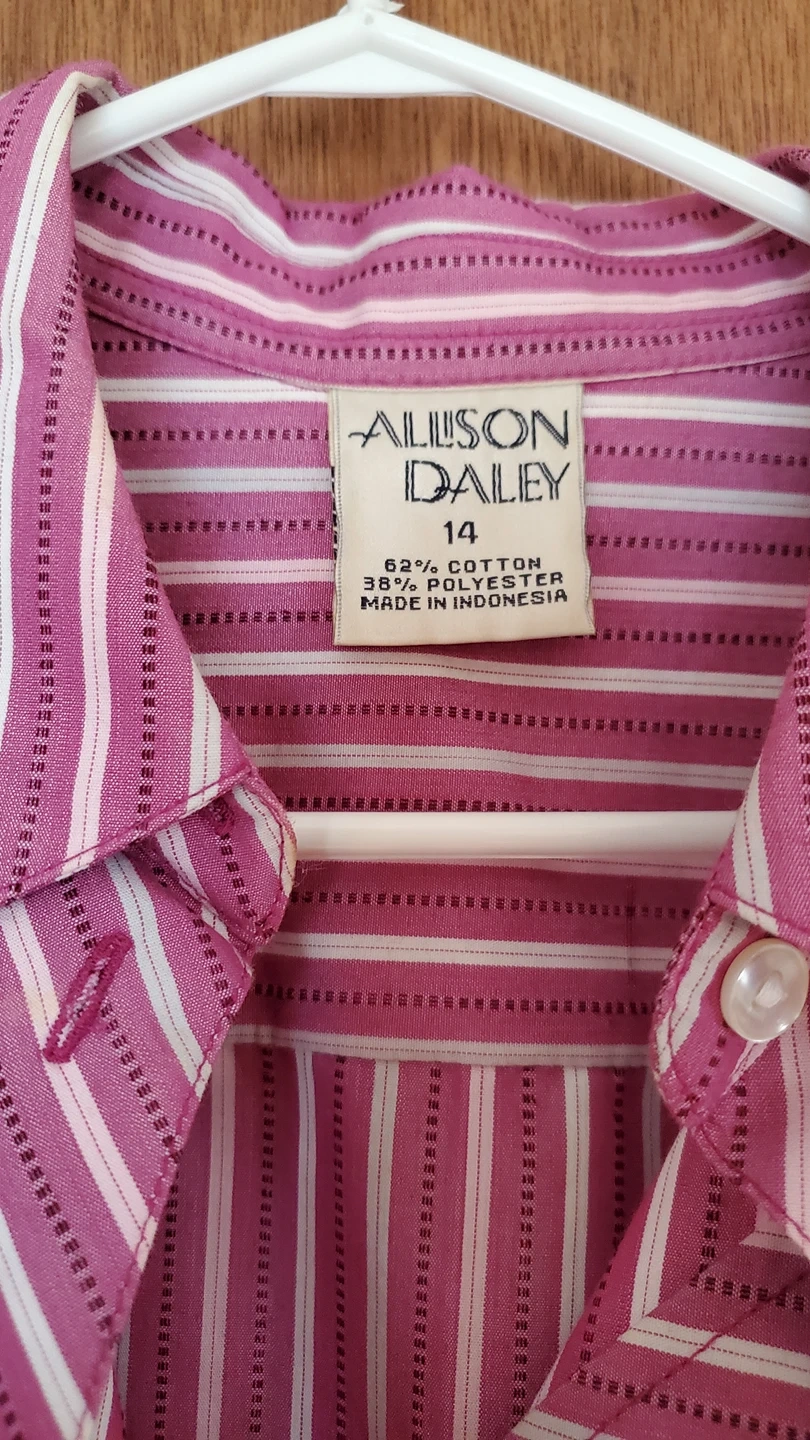 ALLISON
DALEY
14
62% COTTON
38% POLYESTER
MADE IN INDONESIA